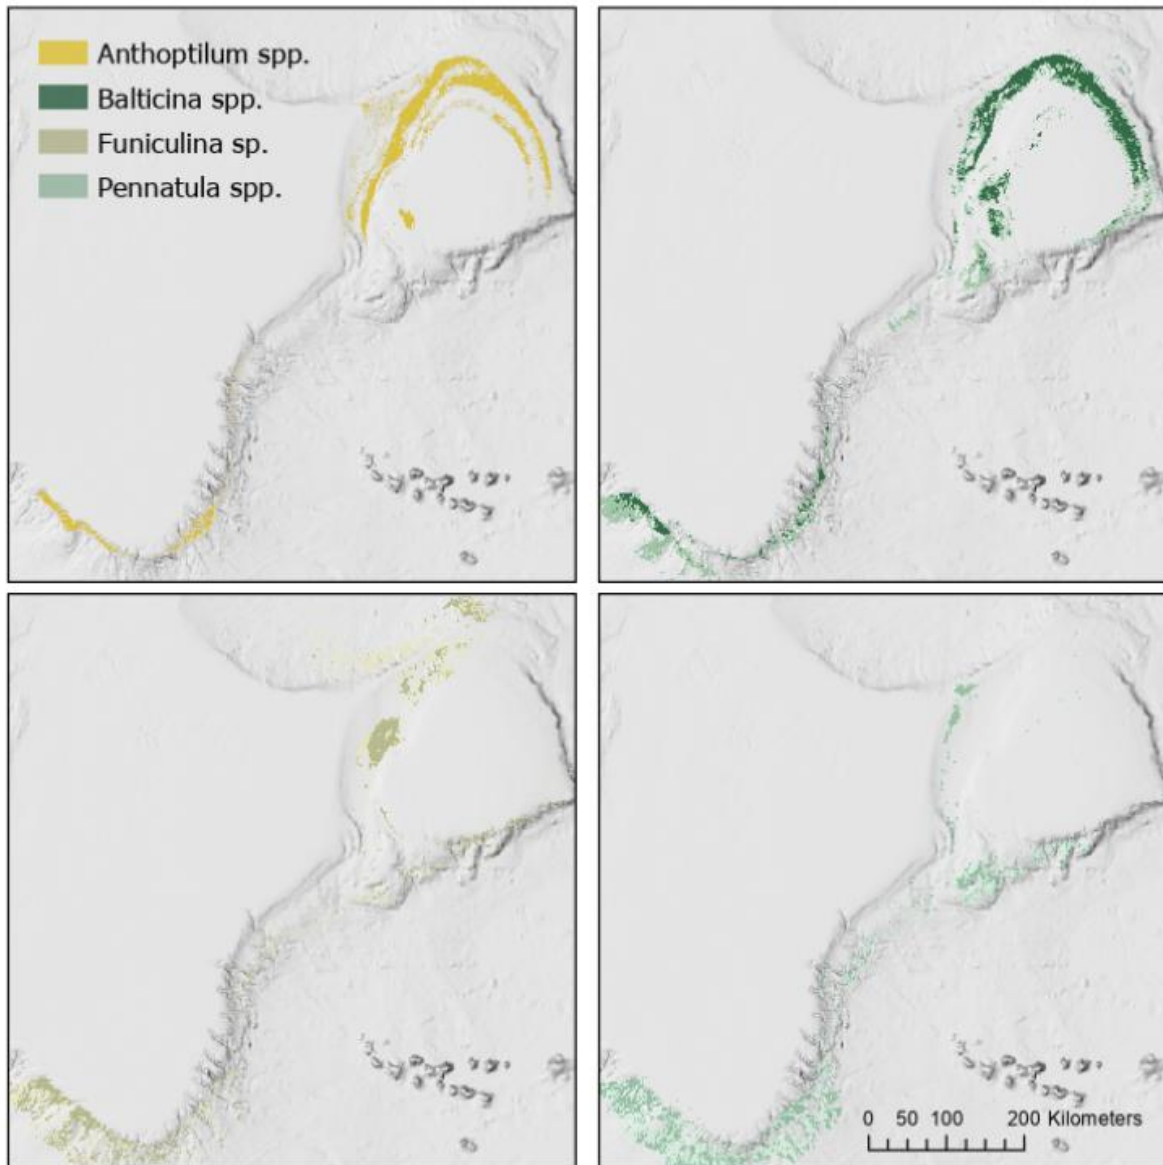 Anthoptilum spp.
Balticina spp.
Funiculina sp.
Pennatula spp.
0 50 100 200 Kilometers